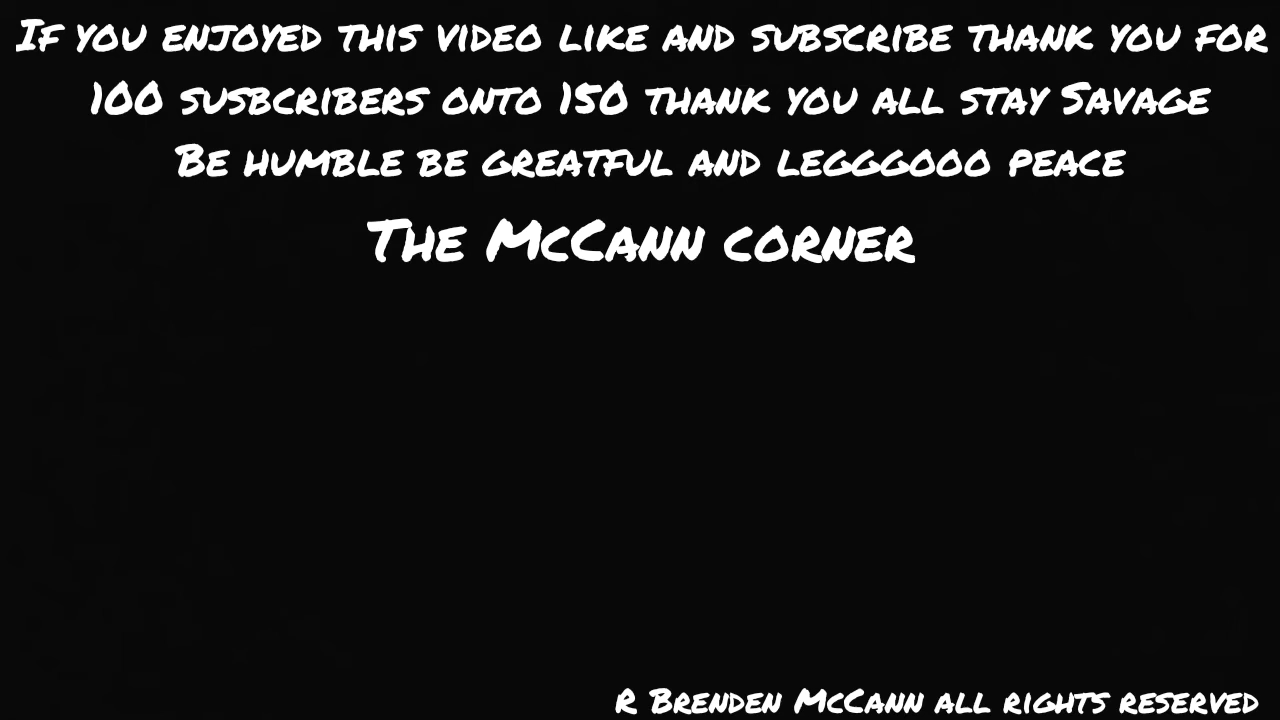 If you enjoyed this video like and subscribe thank you for
100 susbcribers onto 150 thank you all stay Savage
Be humble be greatful and legggooo peace
The McCann corner
R Brenden McCann all rights reserved